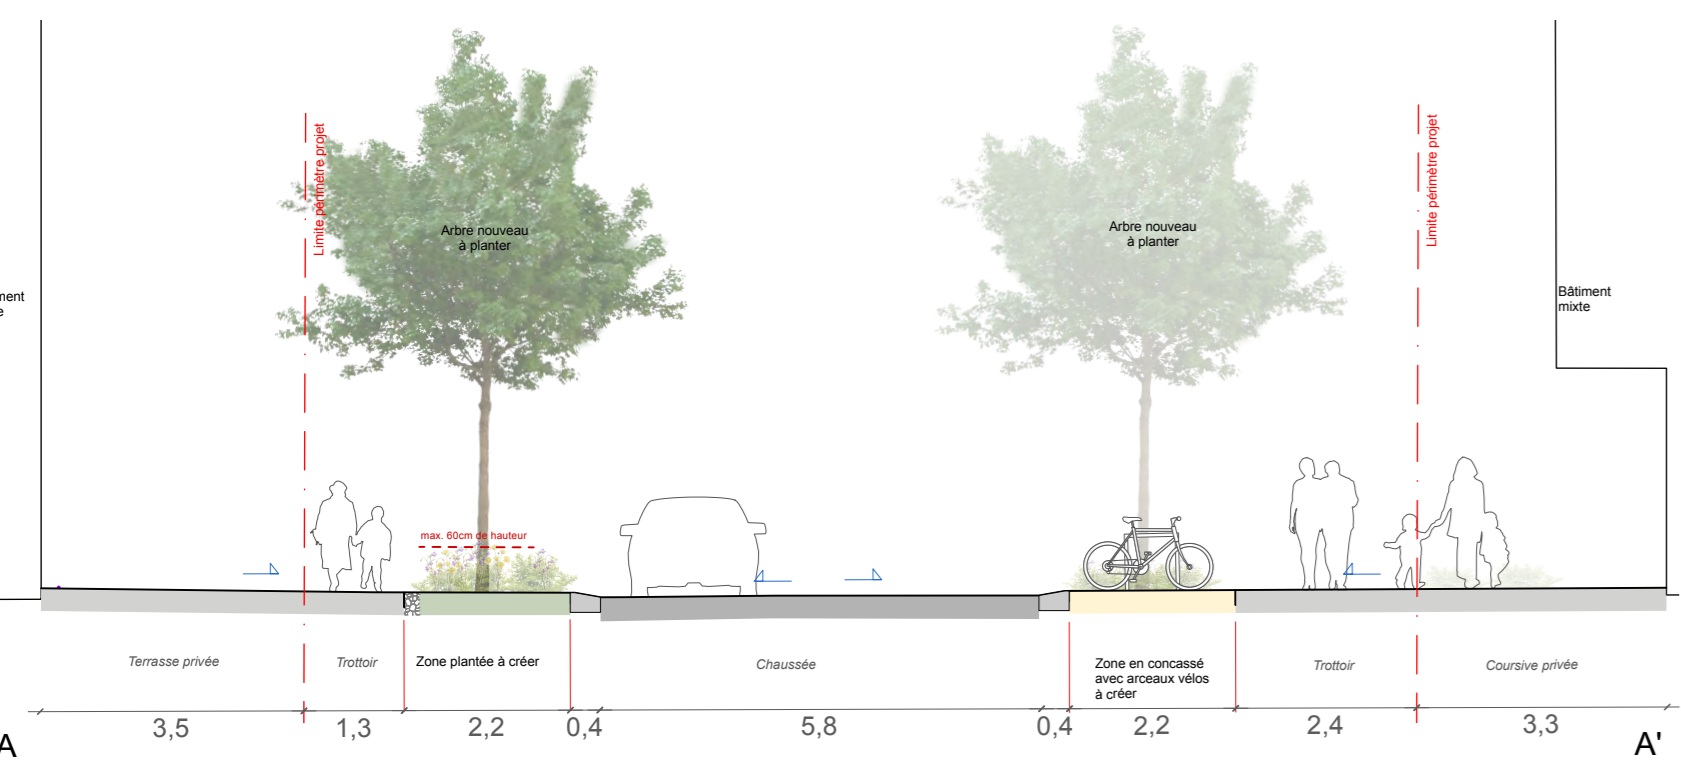 Limite périmètre projet
Arbre nouveau
à planter
Arbre nouveau
à planter
Limite périmètre projet
Bâtiment
mixte
max. 60cm de hauteur
Terrasse privée
Trottoir
Zone plantée à créer
Chaussée
Zone en concassé
avec arceaux vélos
à créer
Trottoir
Coursive privée
3,5
1,3
2,2
0,4
5,8
0,4
2,2
2,4
3,3
A
A'